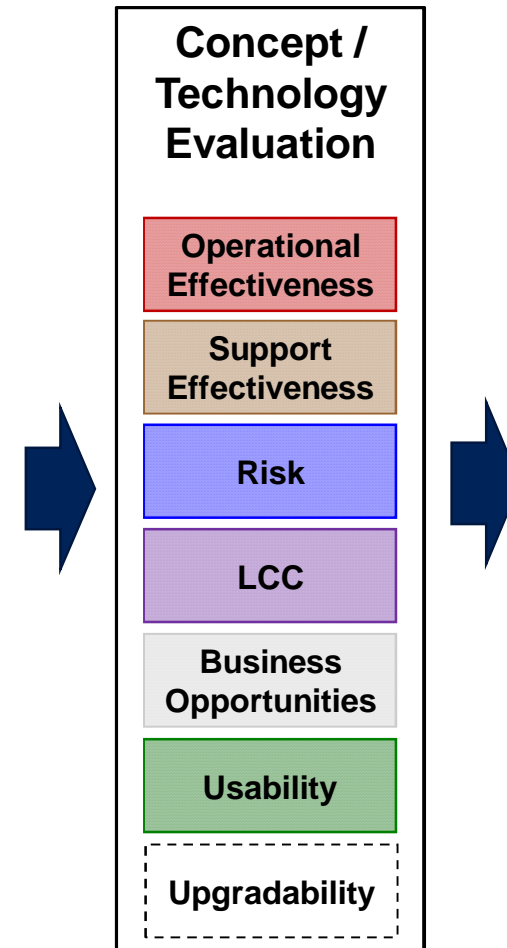 Concept /
Technology
Evaluation
Operational
Effectiveness
Support
Effectiveness
Risk
LCC
Business
Opportunities
Usability
Upgradability